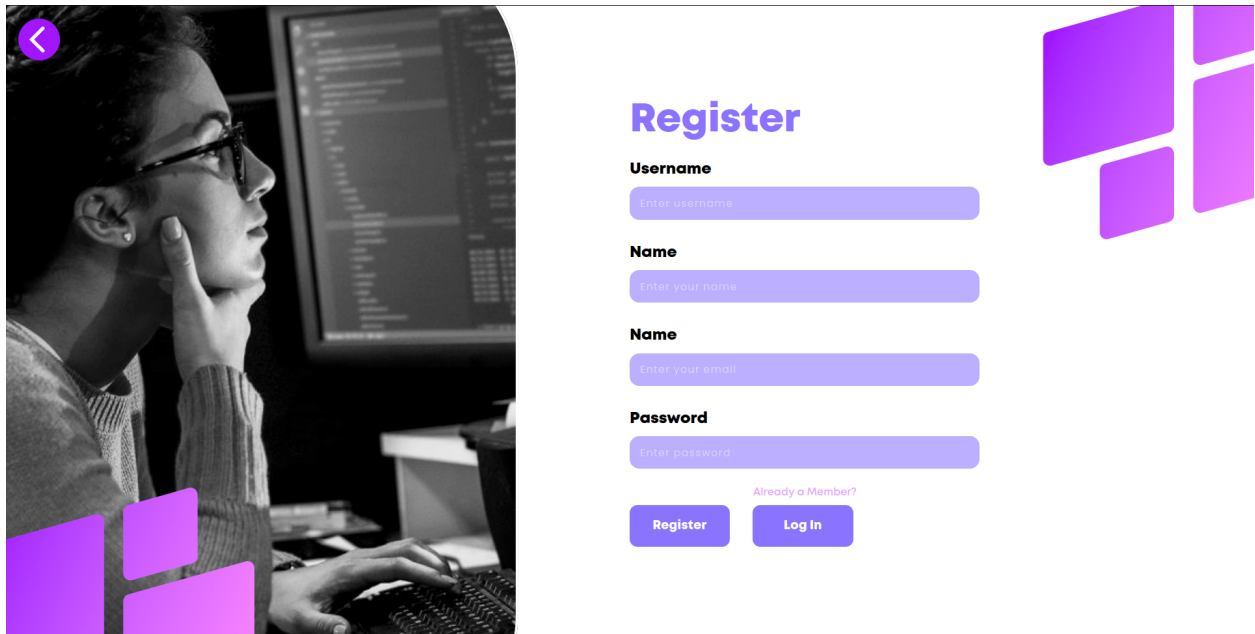 Register
Username
Enter username
Name
Enter your name
Name
Enter your email
Password
Enter password
Already a Member?
Register
Log In